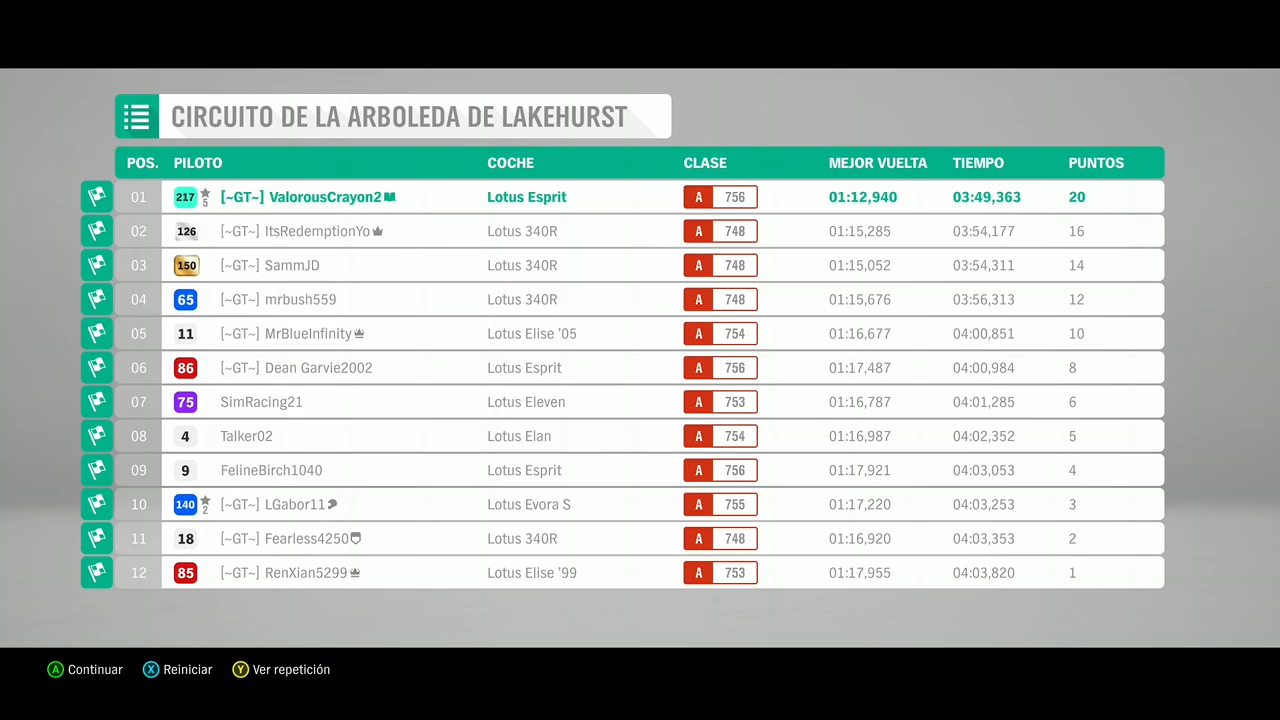 CIRCUITO DE LA ARBOLEDA DE LAKEHURST
POS. PILOTO COCHE CLASE MEJOR VUELTA TIEMPO PUNTOS
01 217 5 [~GT~] ValorousCrayon2 Lotus Esprit A 756 01:12,940 03:49,363 20
02 126 [~GT~] ItsRedemptionYo Lotus 340R A 748 01:15,285 03:54,177 16
03 150 [~GT~] SammJD Lotus 340R A 748 01:15,052 03:54,311 14
04 65 [~GT~] mrbush559 Lotus 340R A 748 01:15,676 03:56,313 12
05 11 [~GT~] MrBlueInfinity Lotus Elise '05 A 754 01:16,677 04:00,851 10
06 86 [~GT~] Dean Garvie2002 Lotus Esprit A 756 01:17,487 04:00,984 8
07 75 SimRacing21 Lotus Eleven A 753 01:16,787 04:01,285 6
08 4 Talker02 Lotus Elan A 754 01:16,987 04:02,352 5
09 9 FelineBirch1040 Lotus Esprit A 756 01:17,921 04:03,053 4
10 140 2 [~GT~] LGabor11 Lotus Evora S A 755 01:17,220 04:03,253 3
11 18 [~GT~] Fearless4250 Lotus 340R A 748 01:16,920 04:03,353 2
12 85 [~GT~] RenXian5299 Lotus Elise '99 A 753 01:17,955 04:03,820 1
A Continuar X Reiniciar Y Ver repetición